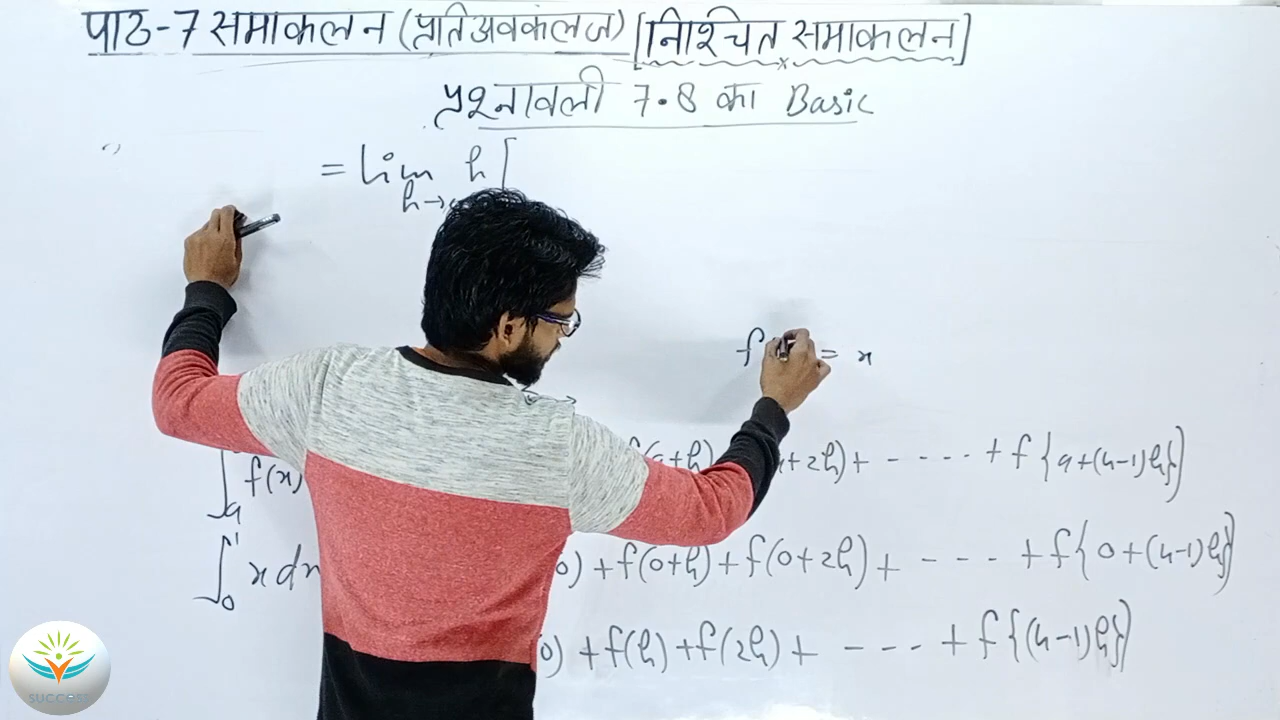 पाठ-7 समाकलन (प्रतिअवकलज) [निश्चित समाकलन]
प्रश्नावली 7.8 का Basic
= lim h[
h→
f = x
∫ₐ f(x) f(a+h) +2h)+ ----- + f{a+(n-1)h}]
∫₀¹ x dx 0) + f(0+h) + f(0+2h) + ---- + f{0+(n-1)h}]
0) + f(h) + f(2h) + ---- + f{(n-1)h}]
SUCCESS